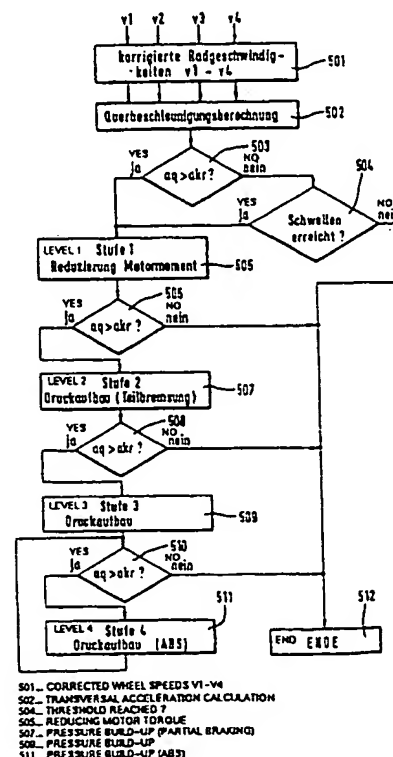 v1 v2 v3 v4
korrigierte Radgeschwindig-
keiten v1 - v4
501
Querbeschleunigungsberechnung
502
503
YES
ja
aq>akr?
NO
nein
504
YES
ja
Schwellen
erreicht ?
NO
nein
LEVEL 1 Stufe 1
Reduzierung Motormement
505
505
YES
ja
aq>akr?
NO
nein
LEVEL 2 Stufe 2
Druckaufbau (Teilbremsung)
507
508
YES
ja
aq>akr?
NO
nein
LEVEL 3 Stufe 3
Druckaufbau
509
510
YES
ja
aq>akr?
NO
nein
511
LEVEL 4 Stufe 4
Druckaufbau (ABS)
512
END ENDE
501... CORRECTED WHEEL SPEEDS V1-V4
502... TRANSVERSAL ACCELERATION CALCULATION
504... THRESHOLD REACHED ?
505... REDUCING MOTOR TORQUE
507... PRESSURE BUILD-UP (PARTIAL BRAKING)
509... PRESSURE BUILD-UP
511... PRESSURE BUILD-UP (ABS)